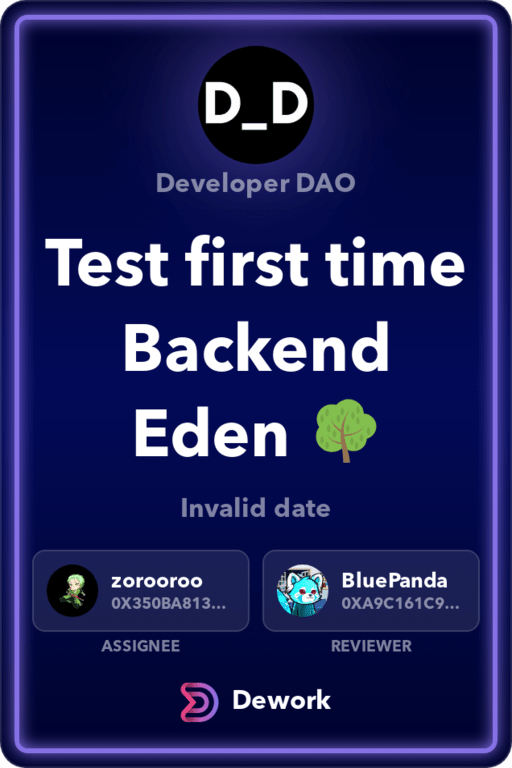 D_D
Developer DAO
Test first time
Backend
Eden 🌳
Invalid date
zorooroo
0X350BA813...
BluePanda
0XA9C161C9...
ASSIGNEE
REVIEWER
Dework